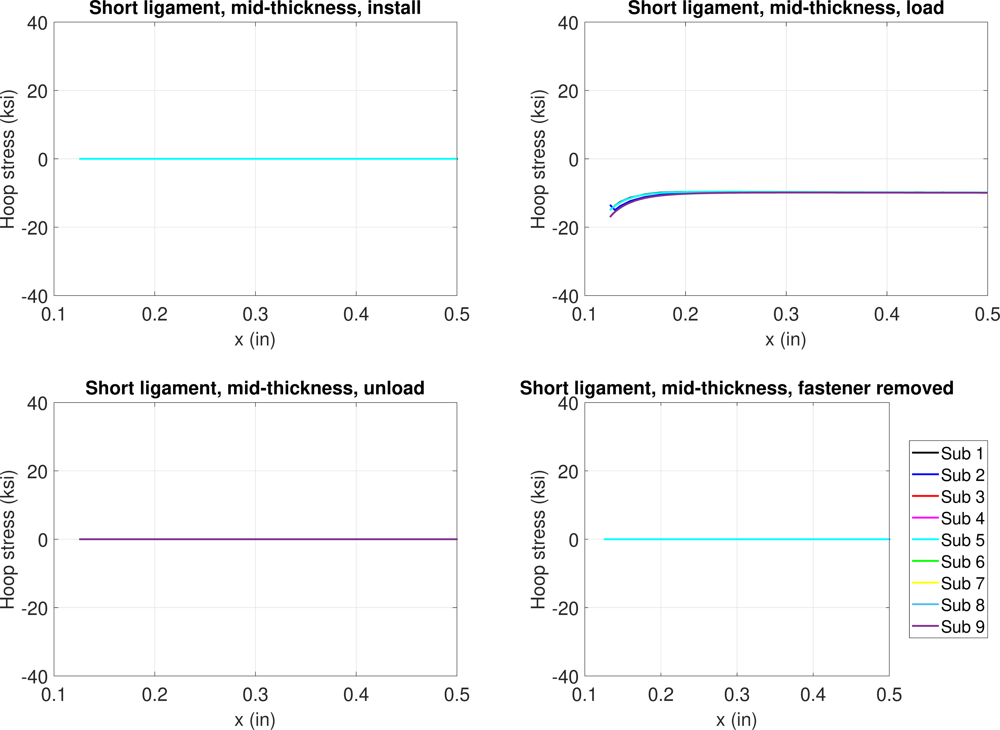 Short ligament, mid-thickness, install
40
20
0
-20
-40
0.1 0.2 0.3 0.4 0.5
Hoop stress (ksi)
x (in)
Short ligament, mid-thickness, load
40
20
0
-20
-40
0.1 0.2 0.3 0.4 0.5
Hoop stress (ksi)
x (in)
Short ligament, mid-thickness, unload
40
20
0
-20
-40
0.1 0.2 0.3 0.4 0.5
Hoop stress (ksi)
x (in)
Short ligament, mid-thickness, fastener removed
40
20
0
-20
-40
0.1 0.2 0.3 0.4 0.5
Hoop stress (ksi)
x (in)
Sub 1
Sub 2
Sub 3
Sub 4
Sub 5
Sub 6
Sub 7
Sub 8
Sub 9